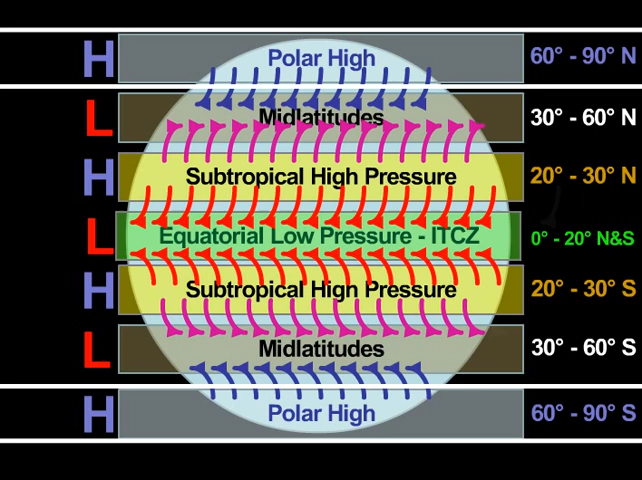 H Polar High 60° - 90° N
L Midlatitudes 30° - 60° N
H Subtropical High Pressure 20° - 30° N
L Equatorial Low Pressure - ITCZ 0° - 20° N&S
H Subtropical High Pressure 20° - 30° S
L Midlatitudes 30° - 60° S
H Polar High 60° - 90° S